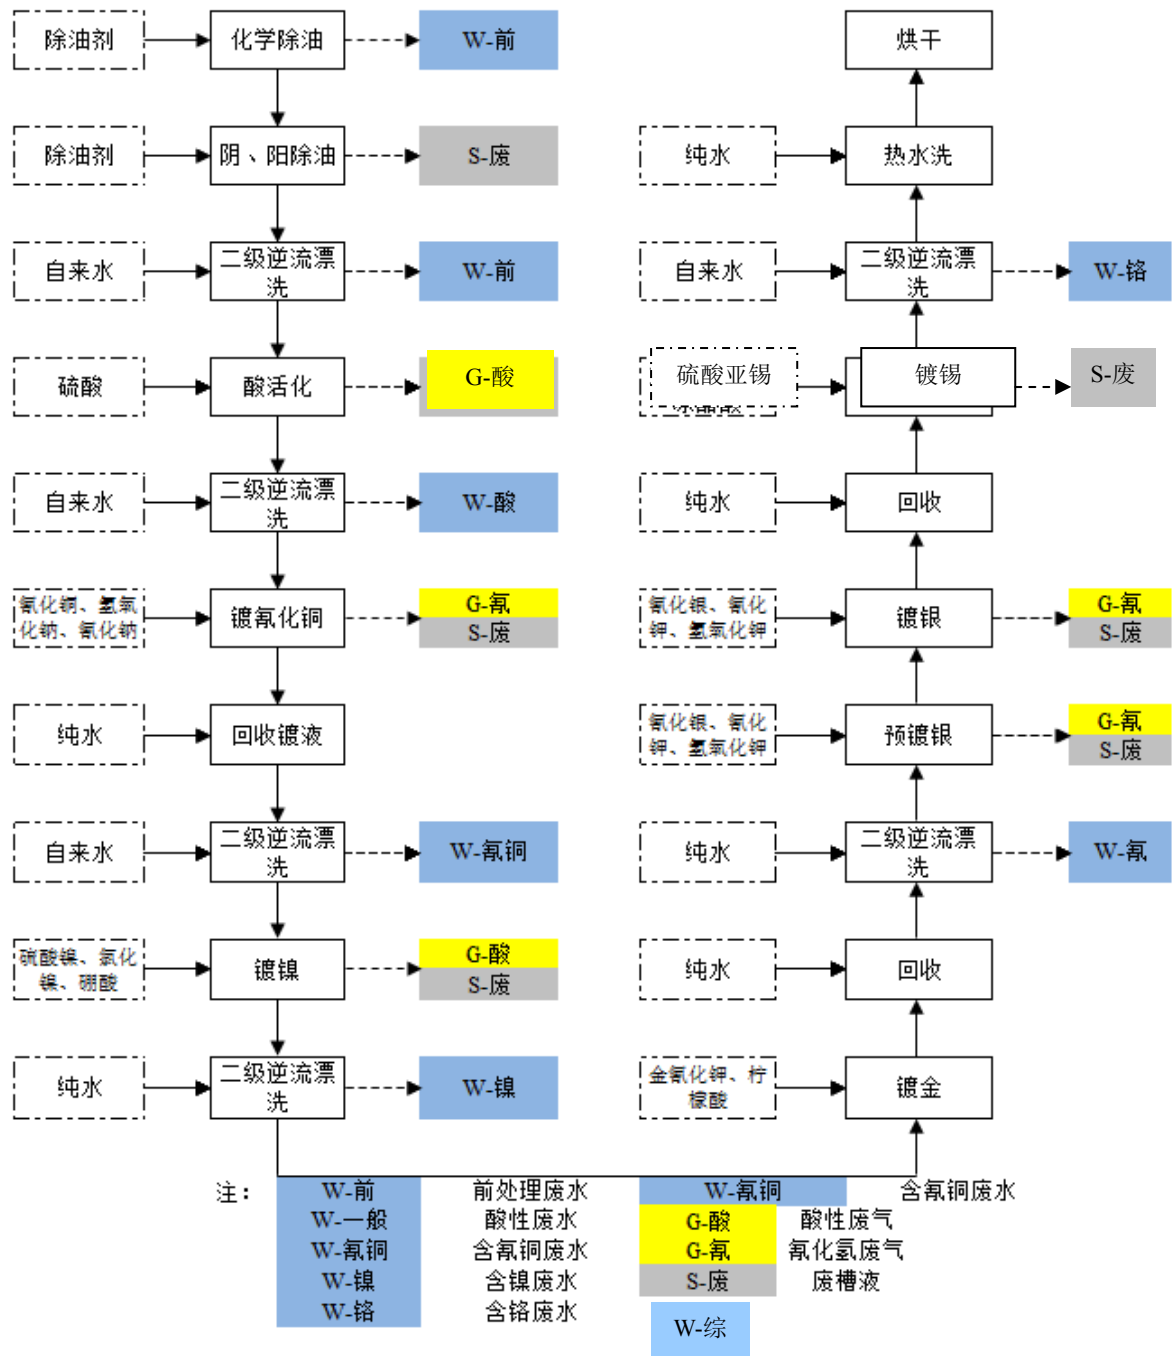 除油剂
化学除油
W-前
除油剂
阴、阳除油
S-废
自来水
二级逆流漂
洗
W-前
硫酸
酸活化
G-酸
自来水
二级逆流漂
洗
W-酸
氰化铜、氢氧
化钠、氰化钠
镀氰化铜
G-氰
S-废
纯水
回收镀液
自来水
二级逆流漂
洗
W-氰铜
硫酸镍、氯化
镍、硼酸
镀镍
G-酸
S-废
纯水
二级逆流漂
洗
W-镍
烘干
纯水
热水洗
自来水
二级逆流漂
洗
W-铬
硫酸亚锡
镀锡
S-废
纯水
回收
氰化银、氰化
钾、氢氧化钾
镀银
G-氰
S-废
氰化银、氰化
钾、氢氧化钾
预镀银
G-氰
S-废
纯水
二级逆流漂
洗
W-氰
纯水
回收
金氰化钾、柠
檬酸
镀金
注：
W-前
前处理废水
W-氰铜
含氰铜废水
W-一般
酸性废水
G-酸
酸性废气
W-氰铜
含氰铜废水
G-氰
氰化氢废气
W-镍
含镍废水
S-废
废槽液
W-铬
含铬废水
W-综